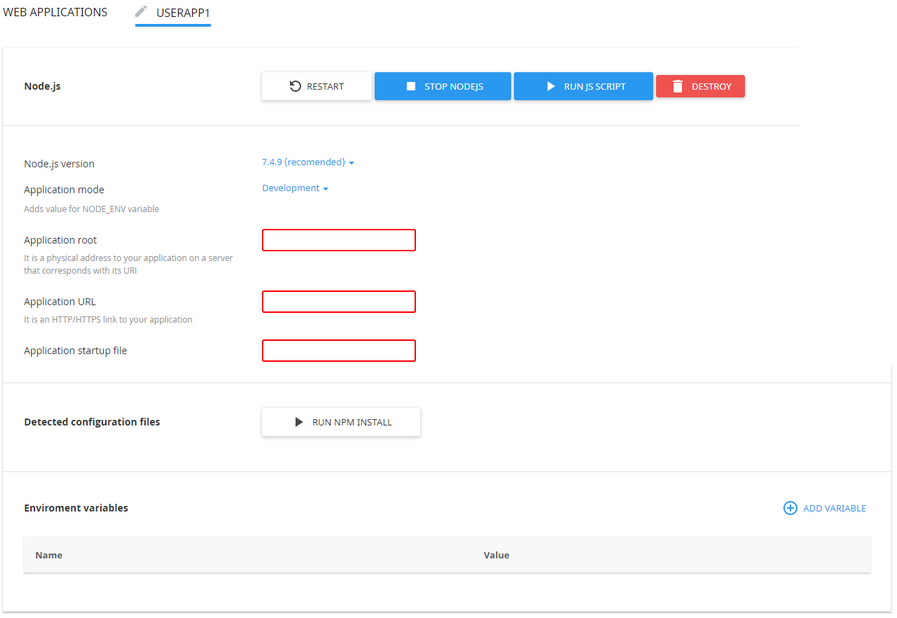 WEB APPLICATIONS
USERAPP1
Node.js
RESTART
STOP NODEJS
RUN JS SCRIPT
DESTROY
Node.js version
7.4.9 (recomended)
Application mode
Development
Adds value for NODE_ENV variable
Application root
It is a physical address to your application on a server
that corresponds with its URI
Application URL
It is an HTTP/HTTPS link to your application
Application startup file
Detected configuration files
RUN NPM INSTALL
Enviroment variables
ADD VARIABLE
Name
Value